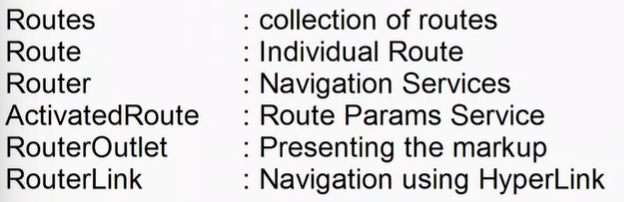 Routes : collection of routes
Route : Individual Route
Router : Navigation Services
ActivatedRoute : Route Params Service
RouterOutlet : Presenting the markup
RouterLink : Navigation using HyperLink